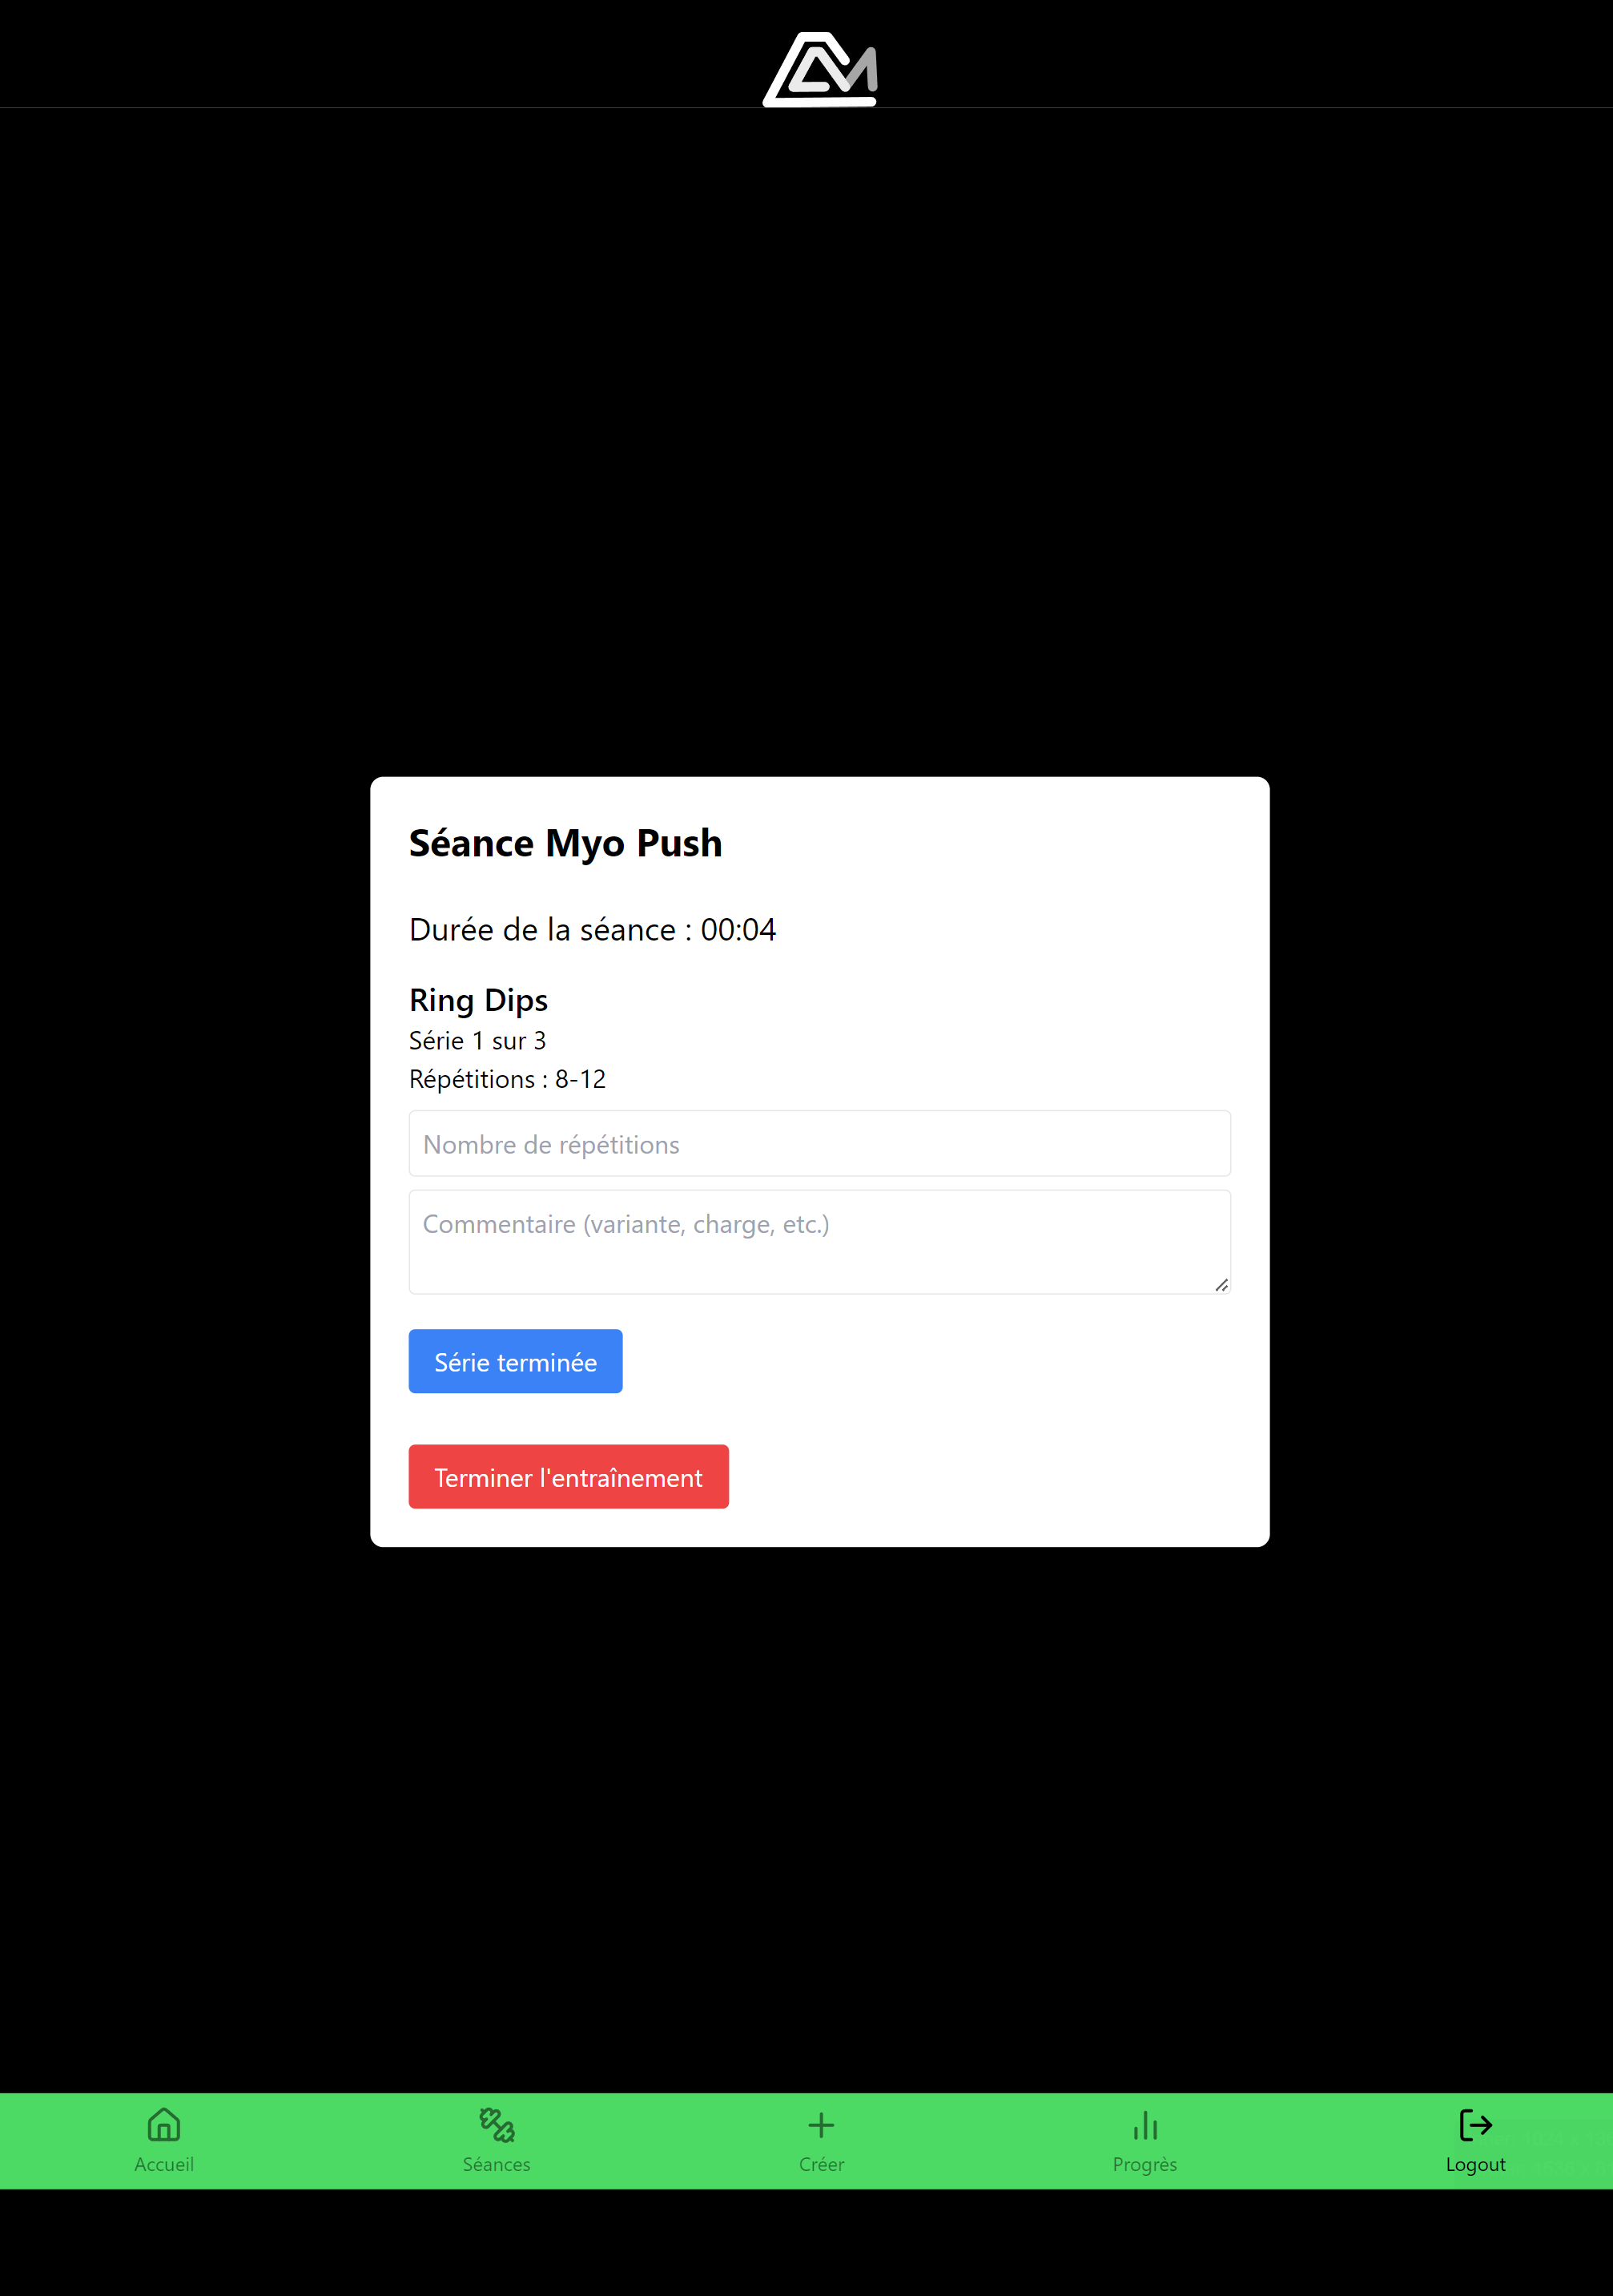 Séance Myo Push
Durée de la séance : 00:04
Ring Dips
Série 1 sur 3
Répétitions : 8-12
Nombre de répétitions
Commentaire (variante, charge, etc.)
Série terminée
Terminer l'entraînement
Accueil
Séances
Créer
Progrès
Logout